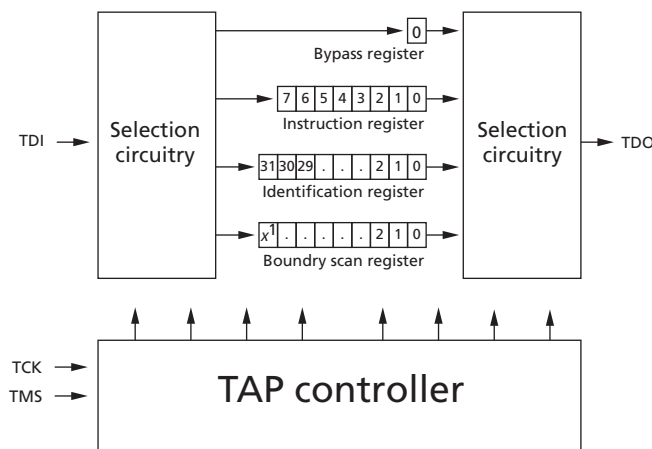 0
Bypass register
7 6 5 4 3 2 1 0
Instruction register
TDI
Selection circuitry
Selection circuitry
TDO
31 30 29 . . . 2 1 0
Identification register
x1 . . . . . 2 1 0
Boundry scan register
TCK
TMS
TAP controller